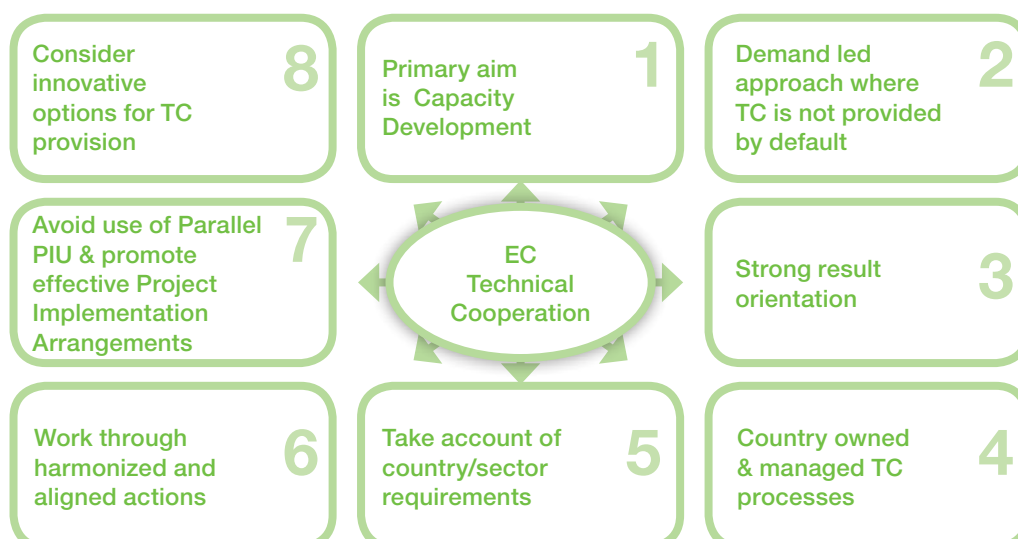 Consider
innovative
options for TC
provision
8
Primary aim
is Capacity
Development
1
Demand led
approach where
TC is not provided
by default
2
Avoid use of Parallel
PIU & promote
effective Project
Implementation
Arrangements
7
EC
Technical
Cooperation
Strong result
orientation
3
Work through
harmonized and
aligned actions
6
Take account of
country/sector
requirements
5
Country owned
& managed TC
processes
4